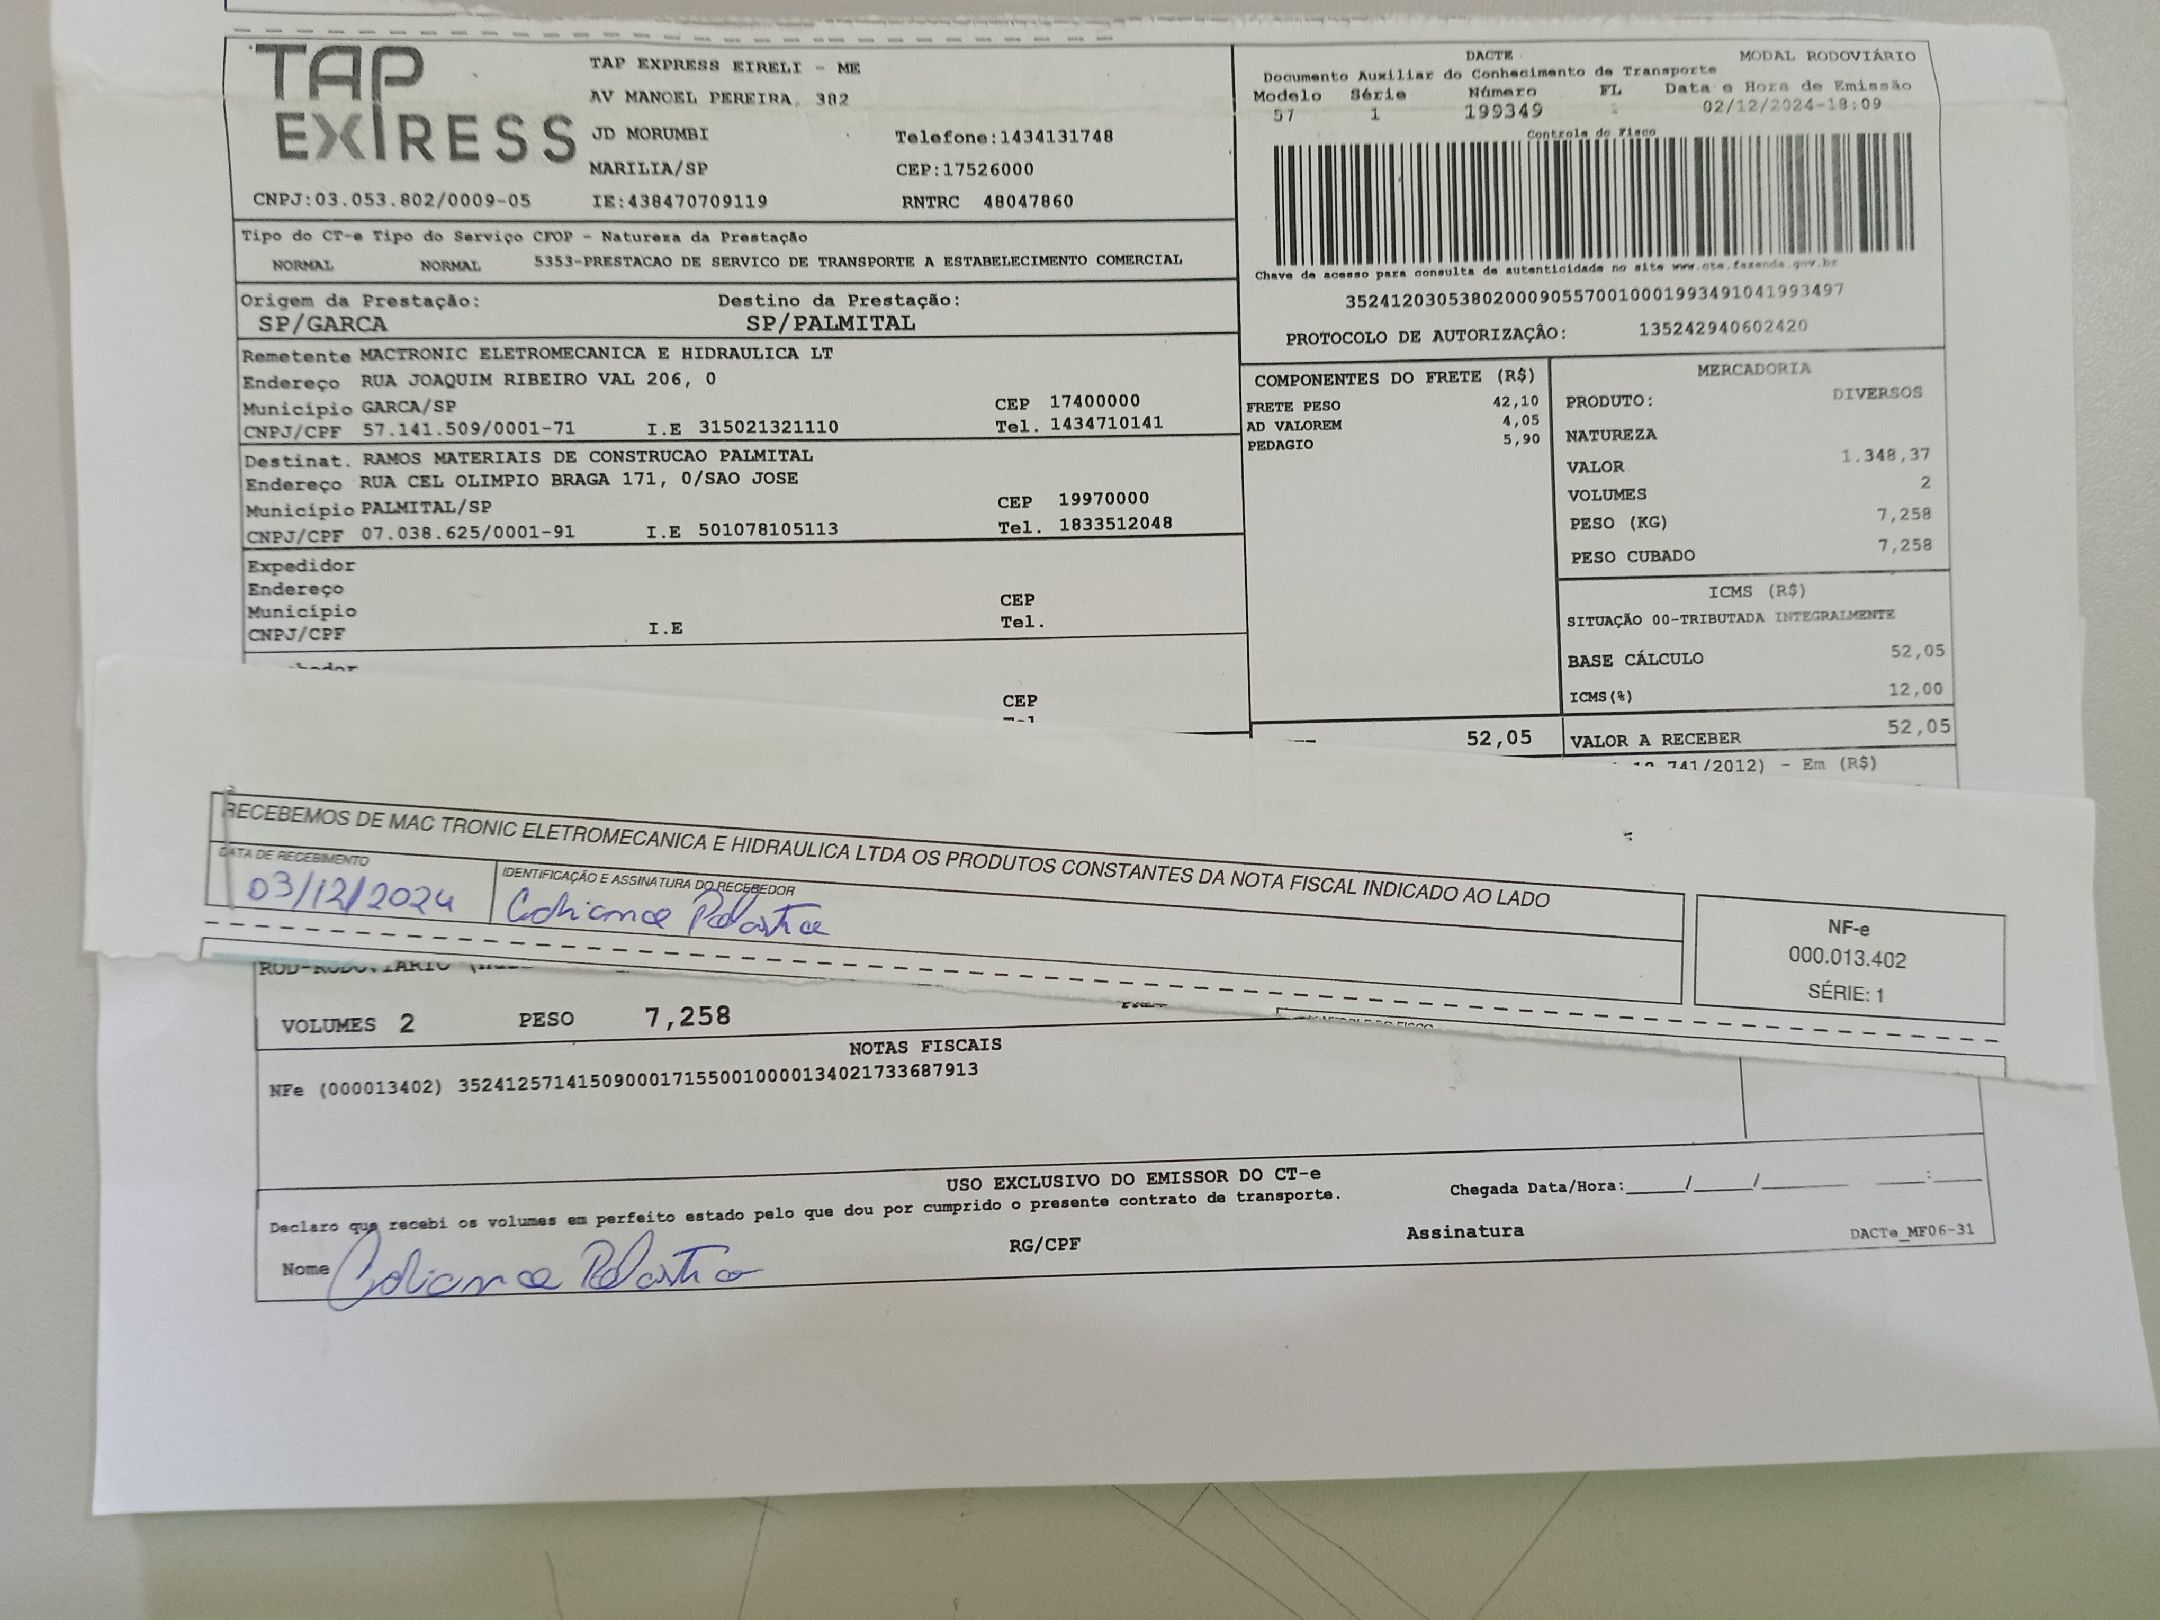 TAP
EXPRESS
TAP EXPRESS EIRELI - ME
AV MANOEL PEREIRA, 382
JD MORUMBI Telefone:1434131748
MARILIA/SP CEP:17526000
CNPJ:03.053.802/0009-05 IE:438470709119 RNTRC 48047860
DACTE MODAL RODOVIÁRIO
Documento Auxiliar do Conhecimento de Transporte
Modelo Série Número FL Data e Hora de Emissão
57 1 199349 1 02/12/2024-18:09
Controle do Fisco
Chave de acesso para consulta de autenticidade no site www.cte.fazenda.gov.br
35241203053802000905570010001993491041993497
PROTOCOLO DE AUTORIZAÇÃO: 135242940602420
Tipo do CT-e Tipo do Serviço CFOP - Natureza da Prestação
NORMAL NORMAL 5353-PRESTACAO DE SERVICO DE TRANSPORTE A ESTABELECIMENTO COMERCIAL
Origem da Prestação: Destino da Prestação:
SP/GARCA SP/PALMITAL
Remetente MACTRONIC ELETROMECANICA E HIDRAULICA LT
Endereço RUA JOAQUIM RIBEIRO VAL 206, 0
Município GARCA/SP CEP 17400000
CNPJ/CPF 57.141.509/0001-71 I.E 315021321110 Tel. 1434710141
Destinat. RAMOS MATERIAIS DE CONSTRUCAO PALMITAL
Endereço RUA CEL OLIMPIO BRAGA 171, 0/SAO JOSE
Município PALMITAL/SP CEP 19970000
CNPJ/CPF 07.038.625/0001-91 I.E 501078105113 Tel. 1833512048
Expedidor
Endereço
Município CEP
CNPJ/CPF I.E Tel.
CEP
COMPONENTES DO FRETE (R$)
FRETE PESO 42,10
AD VALOREM 4,05
PEDAGIO 5,90
52,05
MERCADORIA
PRODUTO: DIVERSOS
NATUREZA
VALOR 1.348,37
VOLUMES 2
PESO (KG) 7,258
PESO CUBADO 7,258
ICMS (R$)
SITUAÇÃO 00-TRIBUTADA INTEGRALMENTE
BASE CÁLCULO 52,05
ICMS(%) 12,00
VALOR A RECEBER 52,05
741/2012) - Em (R$)
RECEBEMOS DE MAC TRONIC ELETROMECANICA E HIDRAULICA LTDA OS PRODUTOS CONSTANTES DA NOTA FISCAL INDICADO AO LADO
DATA DE RECEBIMENTO IDENTIFICAÇÃO E ASSINATURA DO RECEBEDOR
03/12/2024
NF-e
000.013.402
SÉRIE: 1
VOLUMES 2 PESO 7,258
NOTAS FISCAIS
NFe (000013402) 35241257141509000171550010000134021733687913
USO EXCLUSIVO DO EMISSOR DO CT-e
Declaro que recebi os volumes em perfeito estado pelo que dou por cumprido o presente contrato de transporte.
Chegada Data/Hora:_____/_____/________ ____:____
Nome RG/CPF Assinatura
DACTe_MF06-31